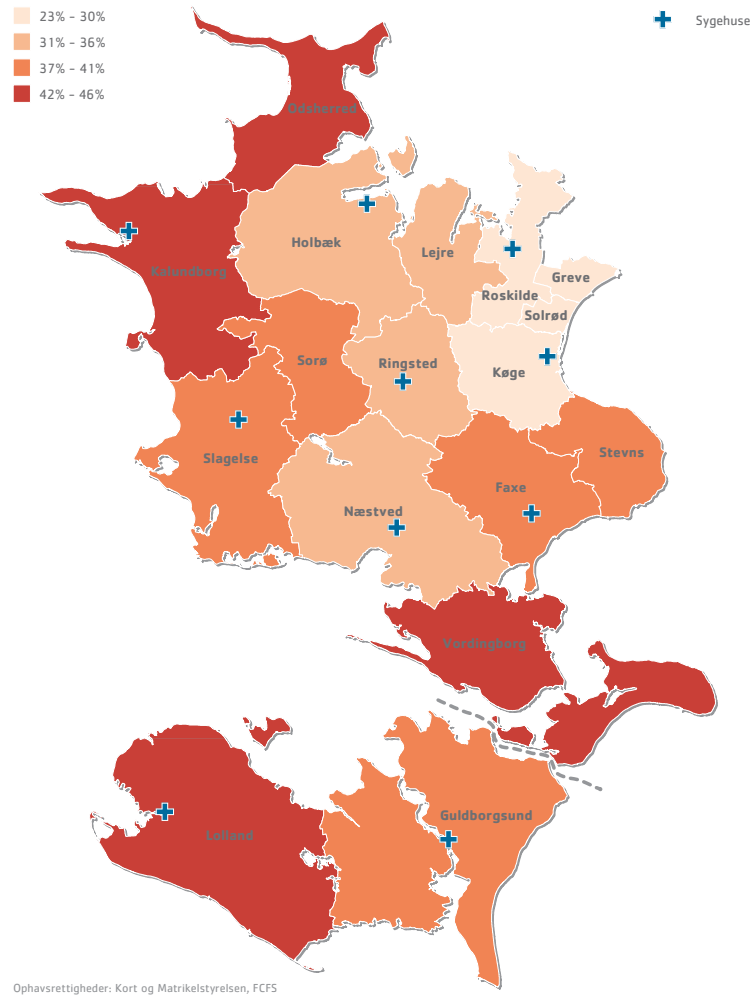 23% - 30%
31% - 36%
37% - 41%
42% - 46%
Sygehuse
Odsherred
Holbæk
Lejre
Kalundborg
Greve
Roskilde
Solrød
Sorø
Ringsted
Køge
Slagelse
Stevns
Faxe
Næstved
Vordingborg
Guldborgsund
Lolland
Ophavsrettigheder: Kort og Matrikelstyrelsen, FCFS